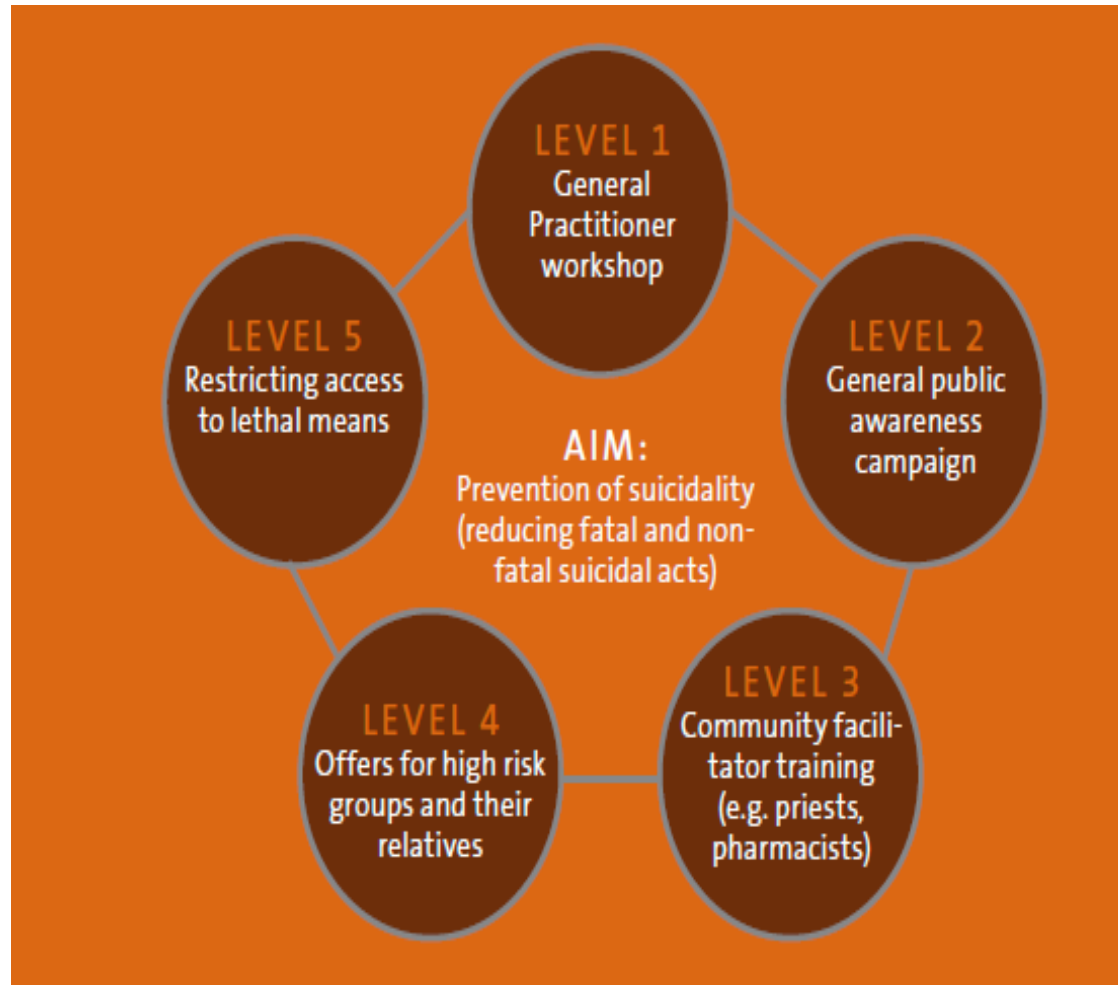 LEVEL 1
General
Practitioner
workshop
LEVEL 2
General public
awareness
campaign
LEVEL 3
Community facili-
tator training
(e.g. priests,
pharmacists)
LEVEL 4
Offers for high risk
groups and their
relatives
LEVEL 5
Restricting access
to lethal means
AIM:
Prevention of suicidality
(reducing fatal and non-
fatal suicidal acts)